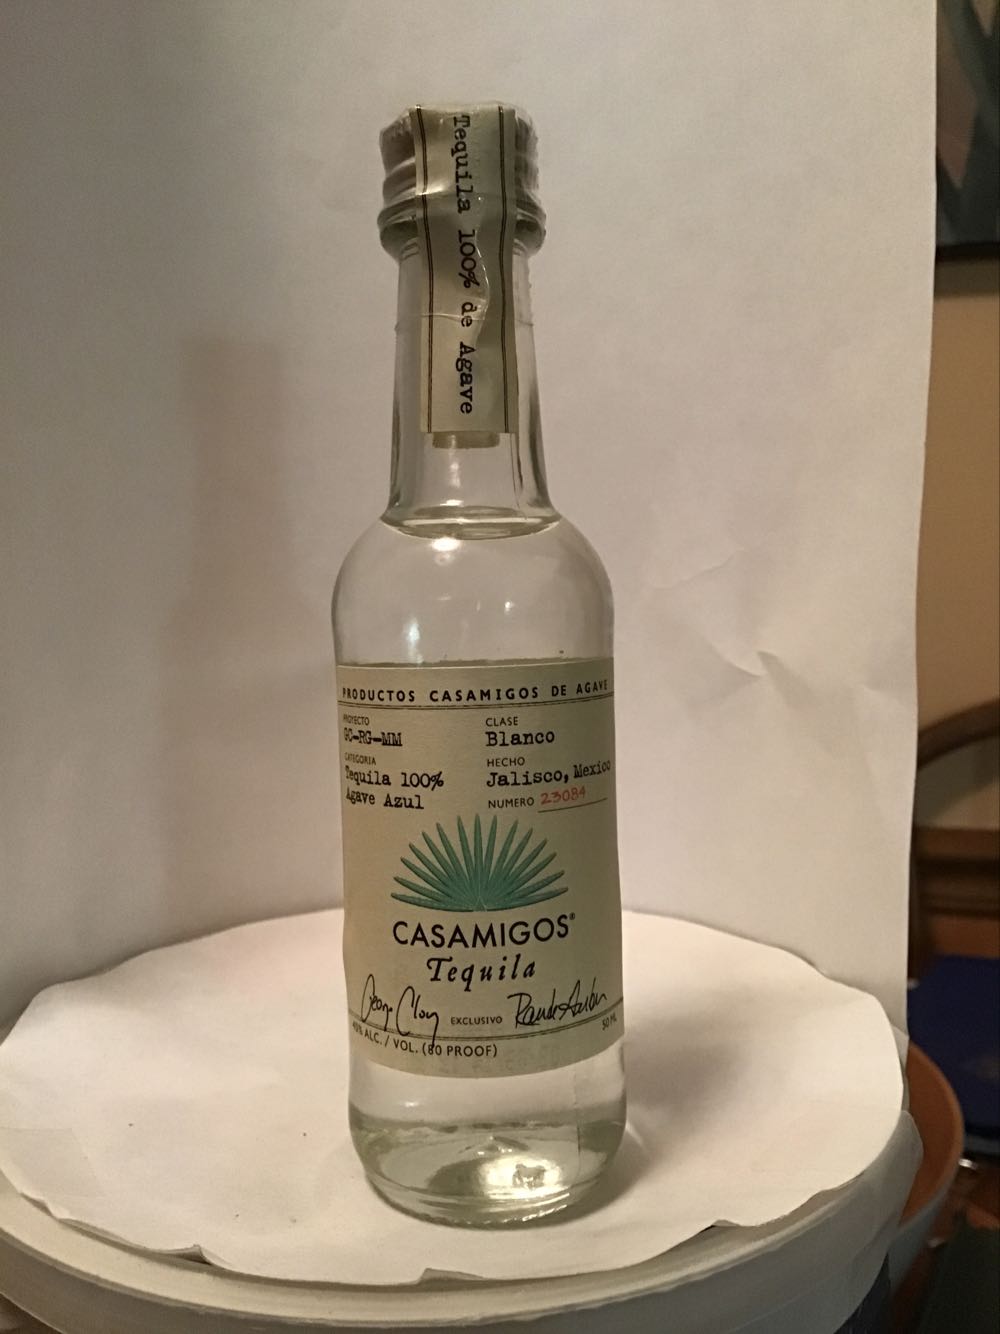 Tequila 100% de Agave
PRODUCTOS CASAMIGOS DE AGAVE
PROYECTO
GC-RG-MM
CATEGORIA
Tequila 100%
Agave Azul
CLASE
Blanco
HECHO
Jalisco, Mexico
NUMERO 23084
CASAMIGOS®
Tequila
EXCLUSIVO
40% ALC. / VOL. (80 PROOF)
50 ML